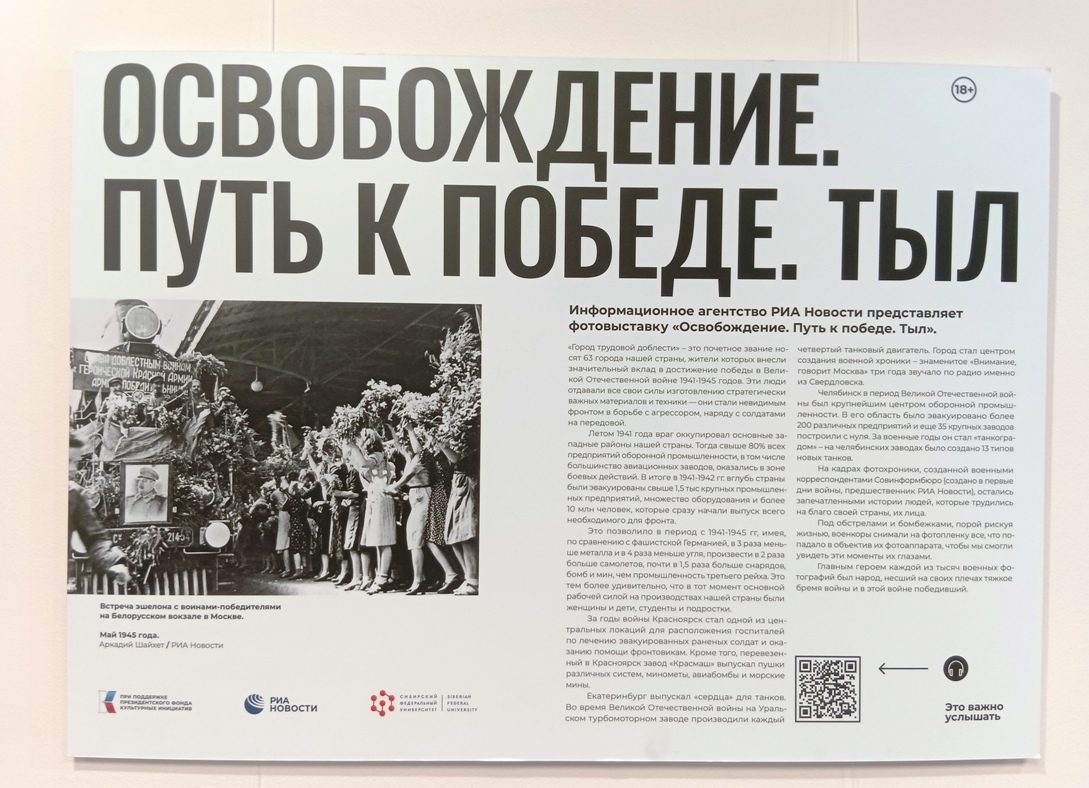 ОСВОБОЖДЕНИЕ.
18+
ПУТЬ К ПОБЕДЕ. ТЫЛ
ДОБЛЕСТНЫМ ВОИНАМ
ГЕРОИЧЕСКОЙ КРАСНОЙ АРМИИ
Встреча эшелона с воинами-победителями
на Белорусском вокзале в Москве.
Май 1945 года.
Аркадий Шайхет / РИА Новости
ПРИ ПОДДЕРЖКЕ
ПРЕЗИДЕНТСКОГО ФОНДА
КУЛЬТУРНЫХ ИНИЦИАТИВ
РИА
НОВОСТИ
СИБИРСКИЙ
ФЕДЕРАЛЬНЫЙ
УНИВЕРСИТЕТ
SIBERIAN
FEDERAL
UNIVERSITY
Информационное агентство РИА Новости представляет
фотовыставку «Освобождение. Путь к победе. Тыл».
«Город трудовой доблести» – это почетное звание но-
сят 63 города нашей страны, жители которых внесли
значительный вклад в достижение победы в Вели-
кой Отечественной войне 1941-1945 годов. Эти люди
отдавали все свои силы изготовлению стратегически
важных материалов и техники — они стали невидимым
фронтом в борьбе с агрессором, наряду с солдатами
на передовой.
Летом 1941 года враг оккупировал основные за-
падные районы нашей страны. Тогда свыше 80% всех
предприятий оборонной промышленности, в том числе
большинство авиационных заводов, оказались в зоне
боевых действий. В итоге в 1941-1942 гг. вглубь страны
были эвакуированы свыше 1,5 тыс крупных промышлен-
ных предприятий, множество оборудования и более
10 млн человек, которые сразу начали выпуск всего
необходимого для фронта.
Это позволило в период с 1941-1945 гг, имея,
по сравнению с фашистской Германией, в 3 раза мень-
ше металла и в 4 раза меньше угля, произвести в 2 раза
больше самолетов, почти в 1,5 раза больше снарядов,
бомб и мин, чем промышленность третьего рейха. Это
тем более удивительно, что в тот момент основной
рабочей силой на производствах нашей страны были
женщины и дети, студенты и подростки.
За годы войны Красноярск стал одной из цен-
тральных локаций для расположения госпиталей
по лечению эвакуированных раненых солдат и ока-
занию помощи фронтовикам. Кроме того, перевезен-
ный в Красноярск завод «Красмаш» выпускал пушки
различных систем, минометы, авиабомбы и морские
мины.
Екатеринбург выпускал «сердца» для танков.
Во время Великой Отечественной войны на Ураль-
ском турбомоторном заводе производили каждый
четвертый танковый двигатель. Город стал центром
создания военной хроники – знаменитое «Внимание,
говорит Москва» три года звучало по радио именно
из Свердловска.
Челябинск в период Великой Отечественной вой-
ны был крупнейшим центром оборонной промыш-
ленности. В его область было эвакуировано более
200 различных предприятий и еще 35 крупных заводов
построили с нуля. За военные годы он стал «танкогра-
дом» – на челябинских заводах было создано 13 типов
новых танков.
На кадрах фотохроники, созданной военными
корреспондентами Совинформбюро (создано в первые
дни войны, предшественник РИА Новости), остались
запечатленными истории людей, которые трудились
на благо своей страны, их лица.
Под обстрелами и бомбежками, порой рискуя
жизнью, военкоры снимали на фотопленку все, что по-
падало в объектив их фотоаппарата, чтобы мы смогли
увидеть эти моменты их глазами.
Главным героем каждой из тысяч военных фо-
тографий был народ, несший на своих плечах тяжкое
бремя войны и в этой войне победивший.
Это важно
услышать